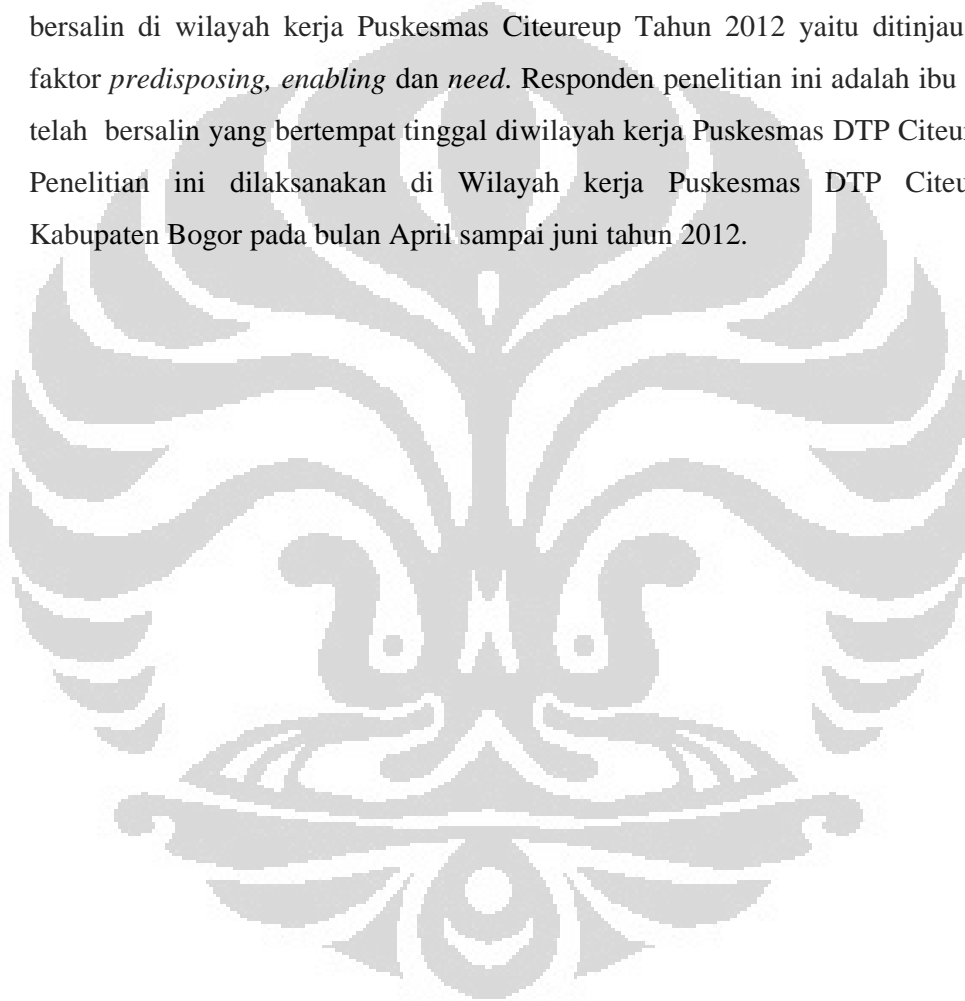 bersalin di wilayah kerja Puskesmas Citeureup Tahun 2012 yaitu ditinjau
faktor predisposing, enabling dan need. Responden penelitian ini adalah ibu
telah bersalin yang bertempat tinggal diwilayah kerja Puskesmas DTP
Penelitian ini dilaksanakan di Wilayah kerja Puskesmas DTP
Kabupaten Bogor pada bulan April sampai juni tahun 2012.